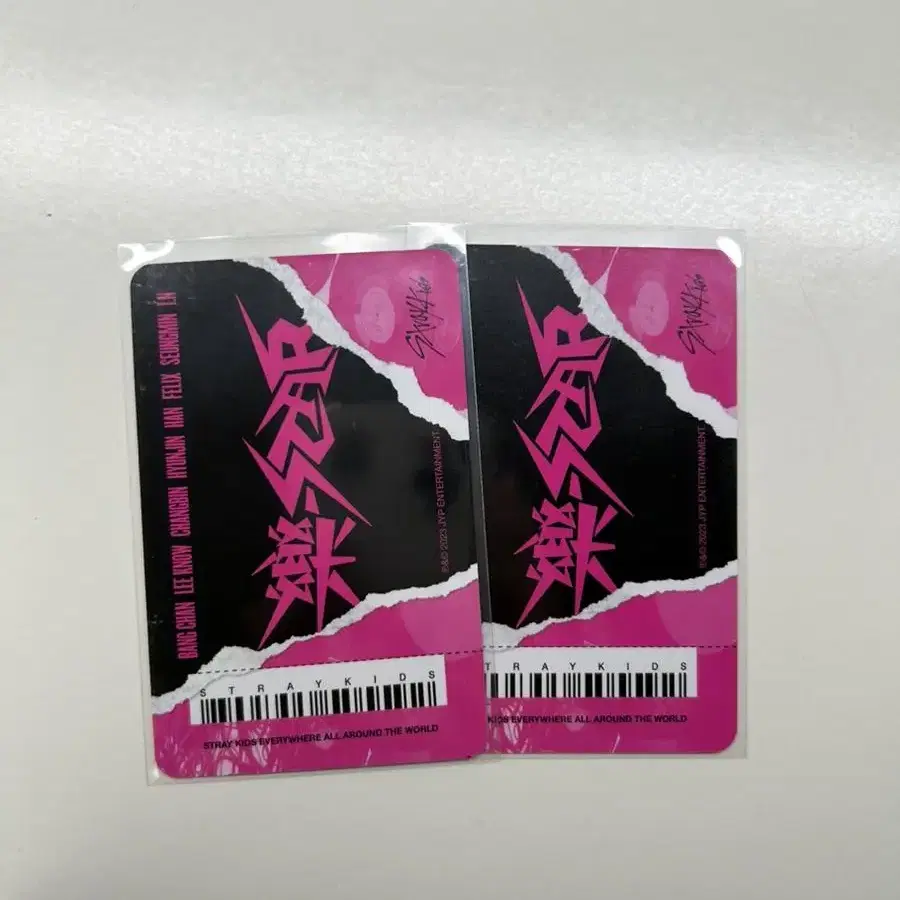 BANG CHAN LEE KNOW CHANGBIN HYUNJIN HAN FELIX SEUNGMIN I.N
樂-STAR
Stray Kids
℗&© 2023 JYP ENTERTAINMENT.
STRAYKIDS
STRAY KIDS EVERYWHERE ALL AROUND THE WORLD
樂-STAR
Stray Kids
℗&© 2023 JYP ENTERTAINMENT.
TRAYKIDS
KIDS EVERYWHERE ALL AROUND THE WORLD